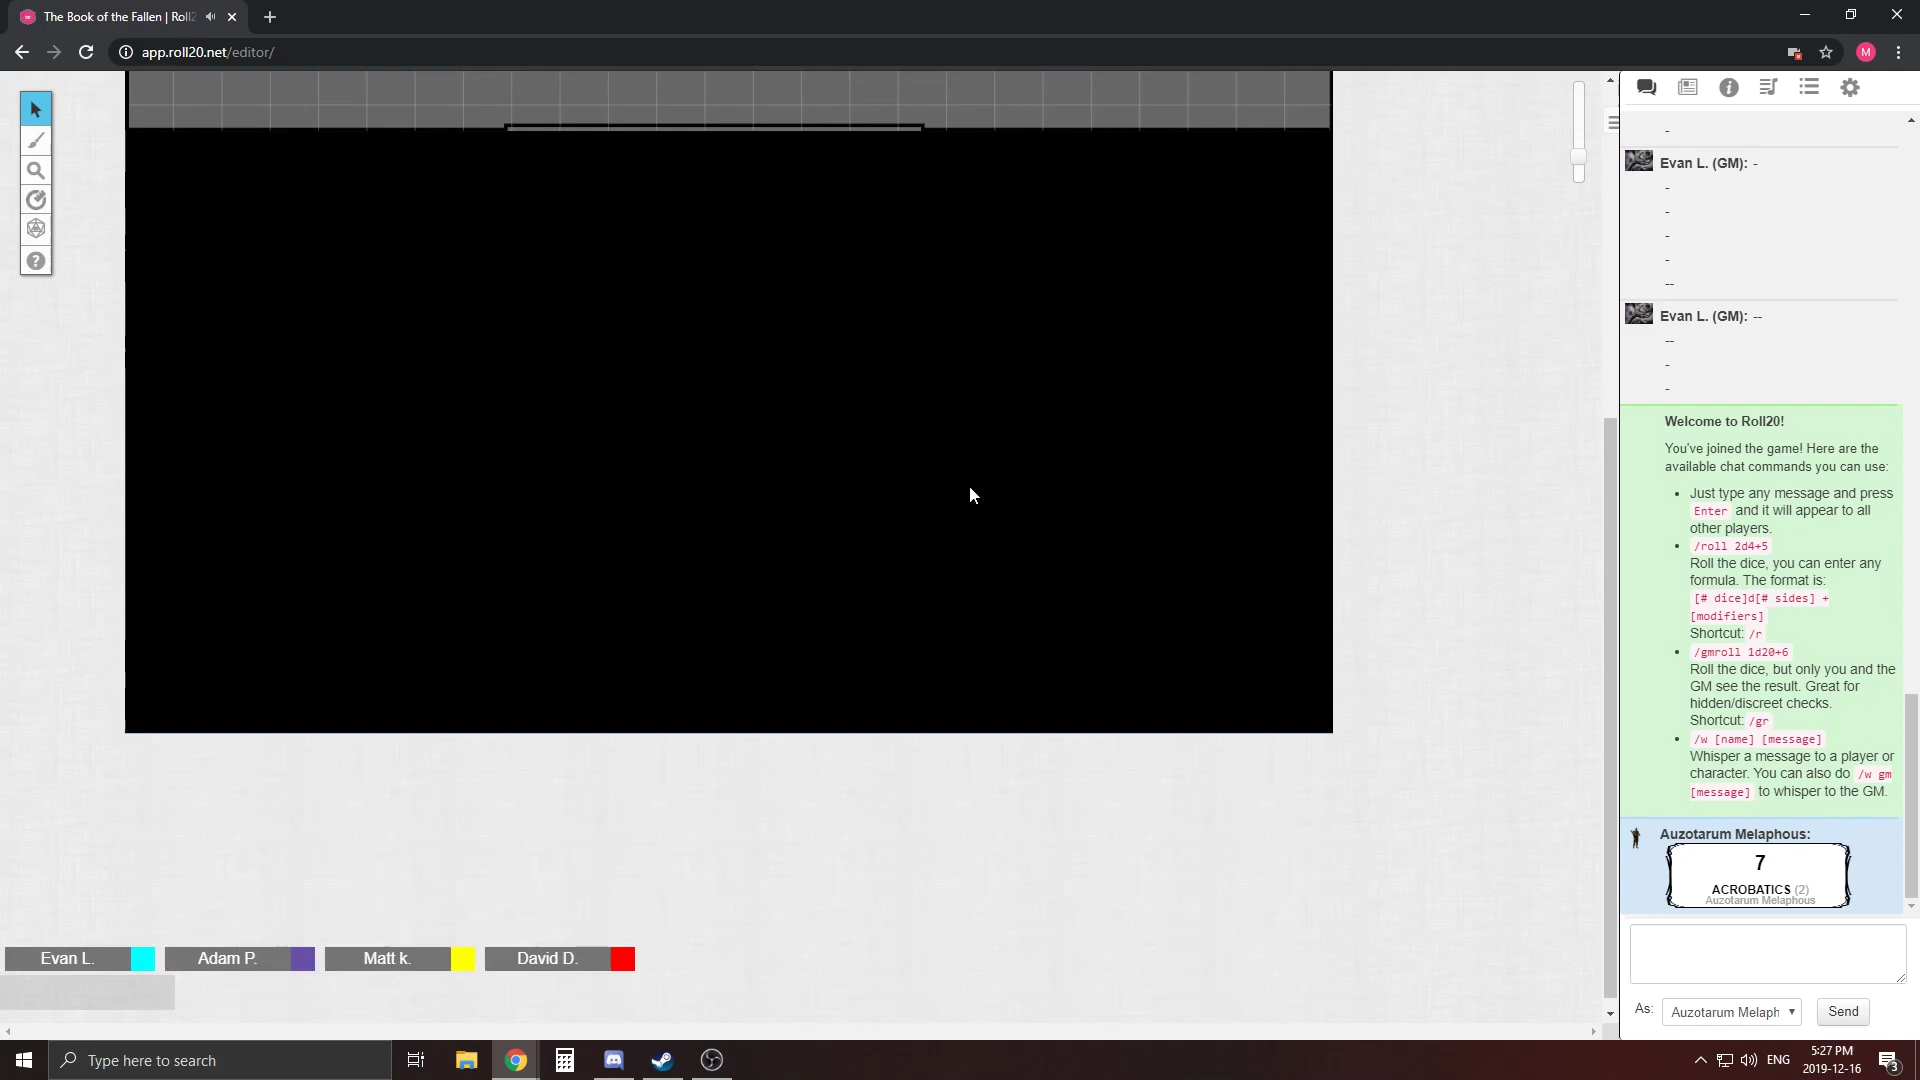 The Book of the Fallen | Roll2
app.roll20.net/editor/
M
-
Evan L. (GM): -
-
-
-
-
--
Evan L. (GM): --
--
-
-
Welcome to Roll20!
You've joined the game! Here are the
available chat commands you can use:
Just type any message and press
Enter and it will appear to all
other players.
/roll 2d4+5
Roll the dice, you can enter any
formula. The format is:
[# dice]d[# sides] +
[modifiers]
Shortcut: /r
/gmroll 1d20+6
Roll the dice, but only you and the
GM see the result. Great for
hidden/discreet checks.
Shortcut: /gr
/w [name] [message]
Whisper a message to a player or
character. You can also do /w gm
[message] to whisper to the GM.
Auzotarum Melaphous:
7
ACROBATICS (2)
Auzotarum Melaphous
As: Auzotarum Melaph Send
Evan L. Adam P. Matt k. David D.
Type here to search
ENG
5:27 PM
2019-12-16
3